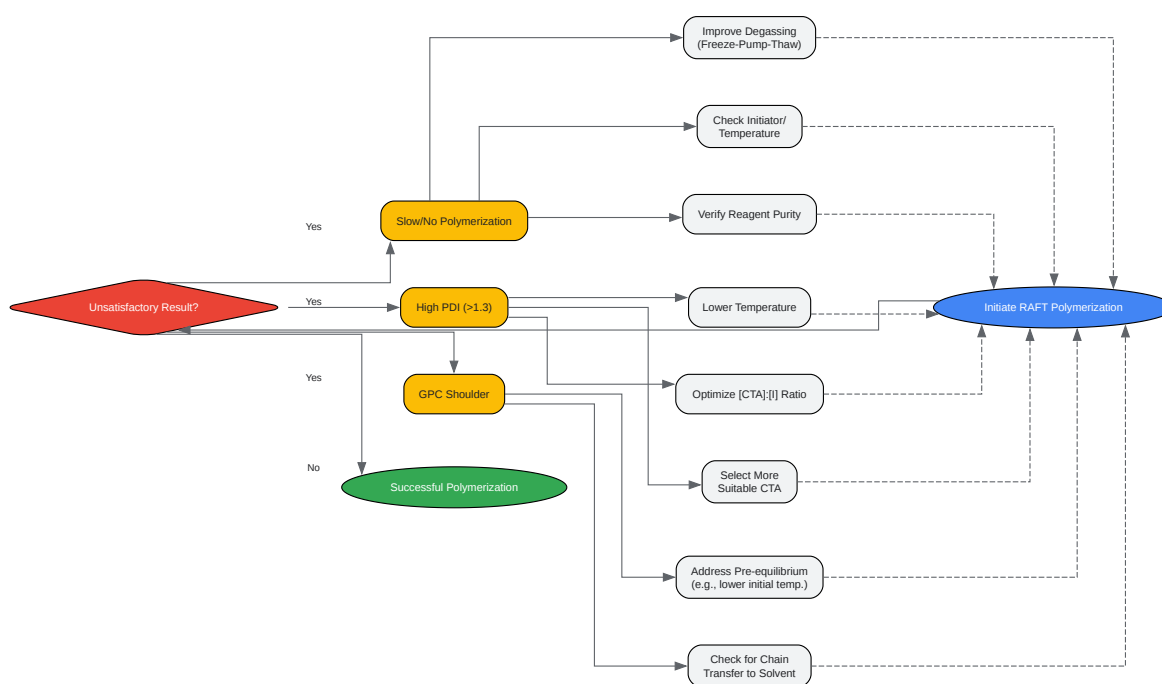 Improve Degassing
(Freeze-Pump-Thaw)
Check Initiator/
Temperature
Slow/No Polymerization
Verify Reagent Purity
Yes
Unsatisfactory Result?
Yes
High PDI (>1.3)
Lower Temperature
Initiate RAFT Polymerization
Yes
GPC Shoulder
Optimize [CTA]:[I] Ratio
No
Successful Polymerization
Select More
Suitable CTA
Address Pre-equilibrium
(e.g., lower initial temp.)
Check for Chain
Transfer to Solvent